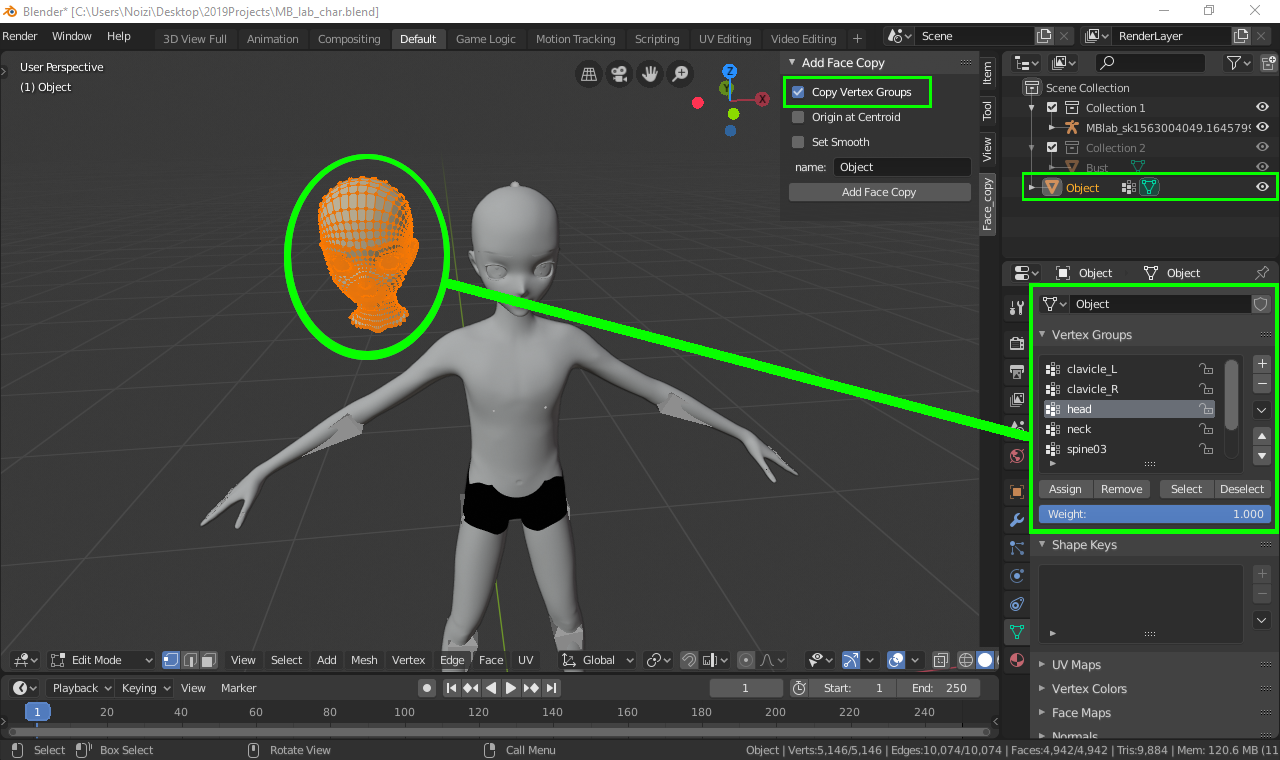 Blender* [C:\Users\Noizi\Desktop\2019Projects\MB_lab_char.blend]
Render Window Help 3D View Full Animation Compositing Default Game Logic Motion Tracking Scripting UV Editing Video Editing + Scene RenderLayer
User Perspective
(1) Object
Z
Y
X
Add Face Copy
Copy Vertex Groups
Origin at Centroid
Set Smooth
name: Object
Add Face Copy
Item
Tool
View
Face_copy
Scene Collection
Collection 1
MBlab_sk1563004049.1645799
Collection 2
Bust
Object
Object Object
Object
Vertex Groups
clavicle_L
clavicle_R
head
neck
spine03
Assign Remove Select Deselect
Weight: 1.000
Shape Keys
UV Maps
Vertex Colors
Face Maps
Normals
Edit Mode View Select Add Mesh Vertex Edge Face UV Global
Playback Keying View Marker 1 Start: 1 End: 250
1 20 40 60 80 100 120 140 160 180 200 220 240
Select Box Select Rotate View Call Menu Object | Verts:5,146/5,146 | Edges:10,074/10,074 | Faces:4,942/4,942 | Tris:9,884 | Mem: 120.6 MB (11